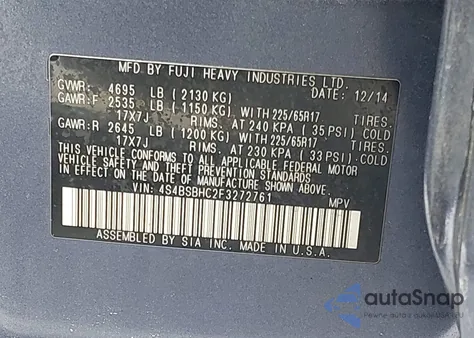 MFD BY FUJI HEAVY INDUSTRIES LTD. DATE: 12/14
GVWR: 4695 LB (2130 KG)
GAWR:F 2535 LB (1150 KG) WITH 225/65R17 TIRES.
17X7J RIMS. AT 240 KPA (35 PSI) COLD
GAWR:R 2645 LB (1200 KG) WITH 225/65R17 TIRES.
17X7J RIMS. AT 230 KPA (33 PSI) COLD
THIS VEHICLE CONFORMS TO ALL APPLICABLE FEDERAL MOTOR
VEHICLE SAFETY AND THEFT PREVENTION STANDARDS
IN EFFECT ON THE DATE OF MANUFACTURE SHOWN ABOVE.
VIN: 4S4BSBHC2F3272761 MPV
ASSEMBLED BY SIA INC. MADE IN U.S.A.
autoSnap
Pewne auta z USA